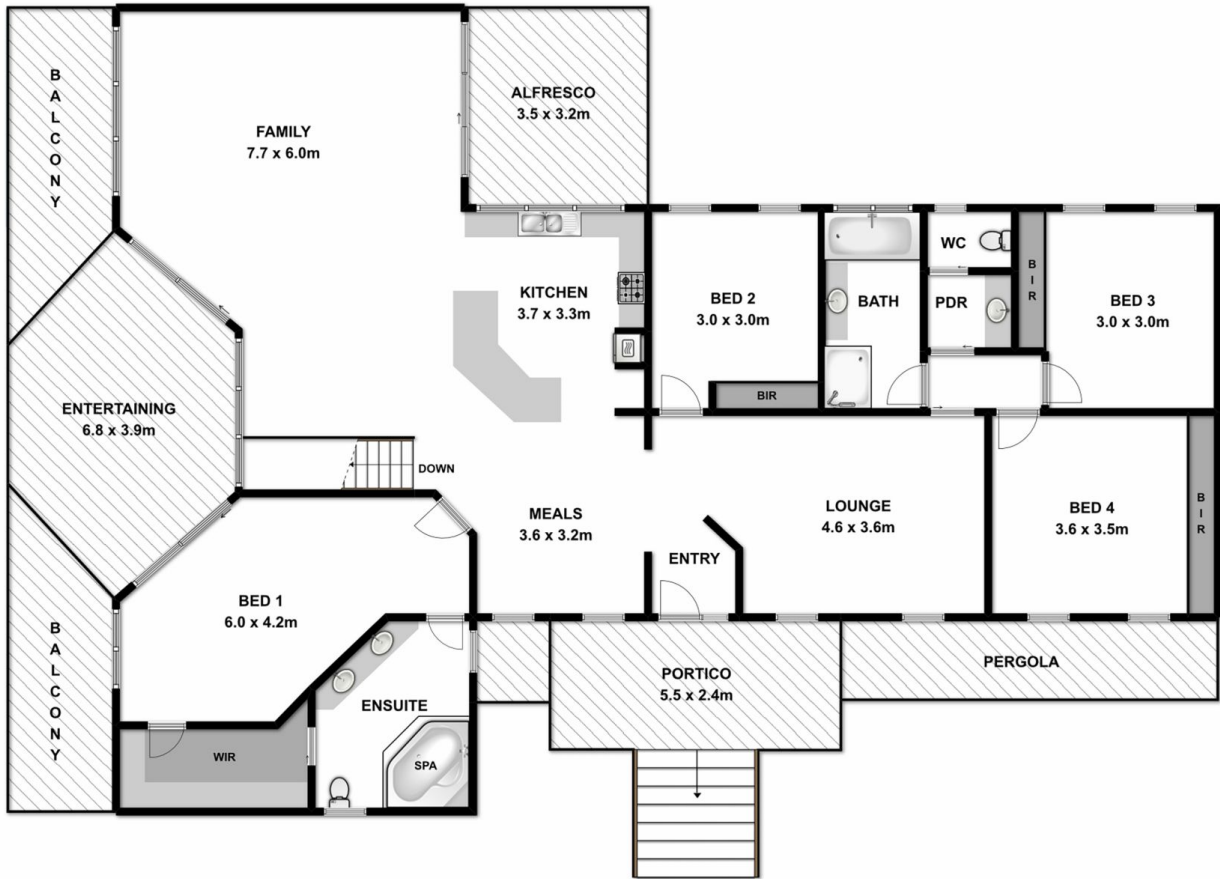 BALCONY
FAMILY
7.7 x 6.0m
ALFRESCO
3.5 x 3.2m
KITCHEN
3.7 x 3.3m
BED 2
3.0 x 3.0m
BIR
BATH
WC
PDR
BIR
BED 3
3.0 x 3.0m
ENTERTAINING
6.8 x 3.9m
DOWN
MEALS
3.6 x 3.2m
ENTRY
LOUNGE
4.6 x 3.6m
BED 4
3.6 x 3.5m
BIR
BED 1
6.0 x 4.2m
BALCONY
ENSUITE
SPA
WIR
PORTICO
5.5 x 2.4m
PERGOLA